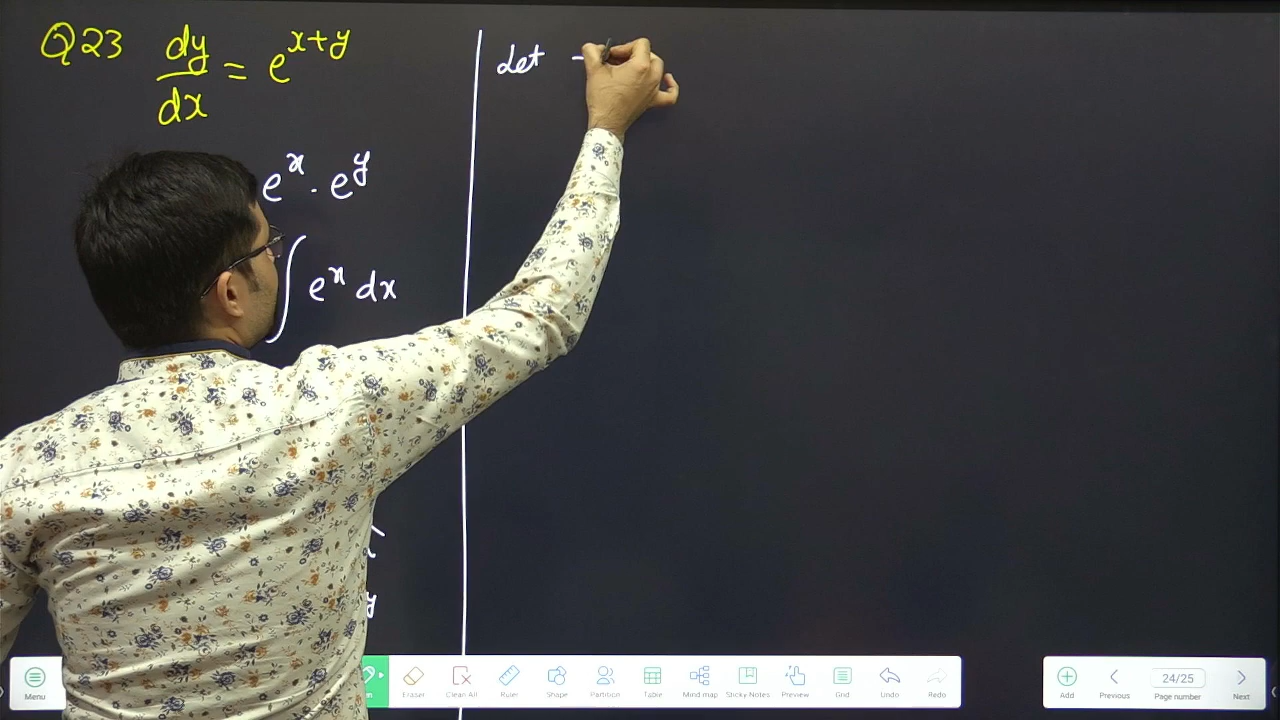 Q23 dy/dx = e^(x+y)
e^x . e^y
∫ e^x dx
y
Let
Menu
Eraser Clean All Ruler Shape Partition Table Mind map Sticky Notes Preview Grid Undo Redo
Add Previous 24/25 Page number Next